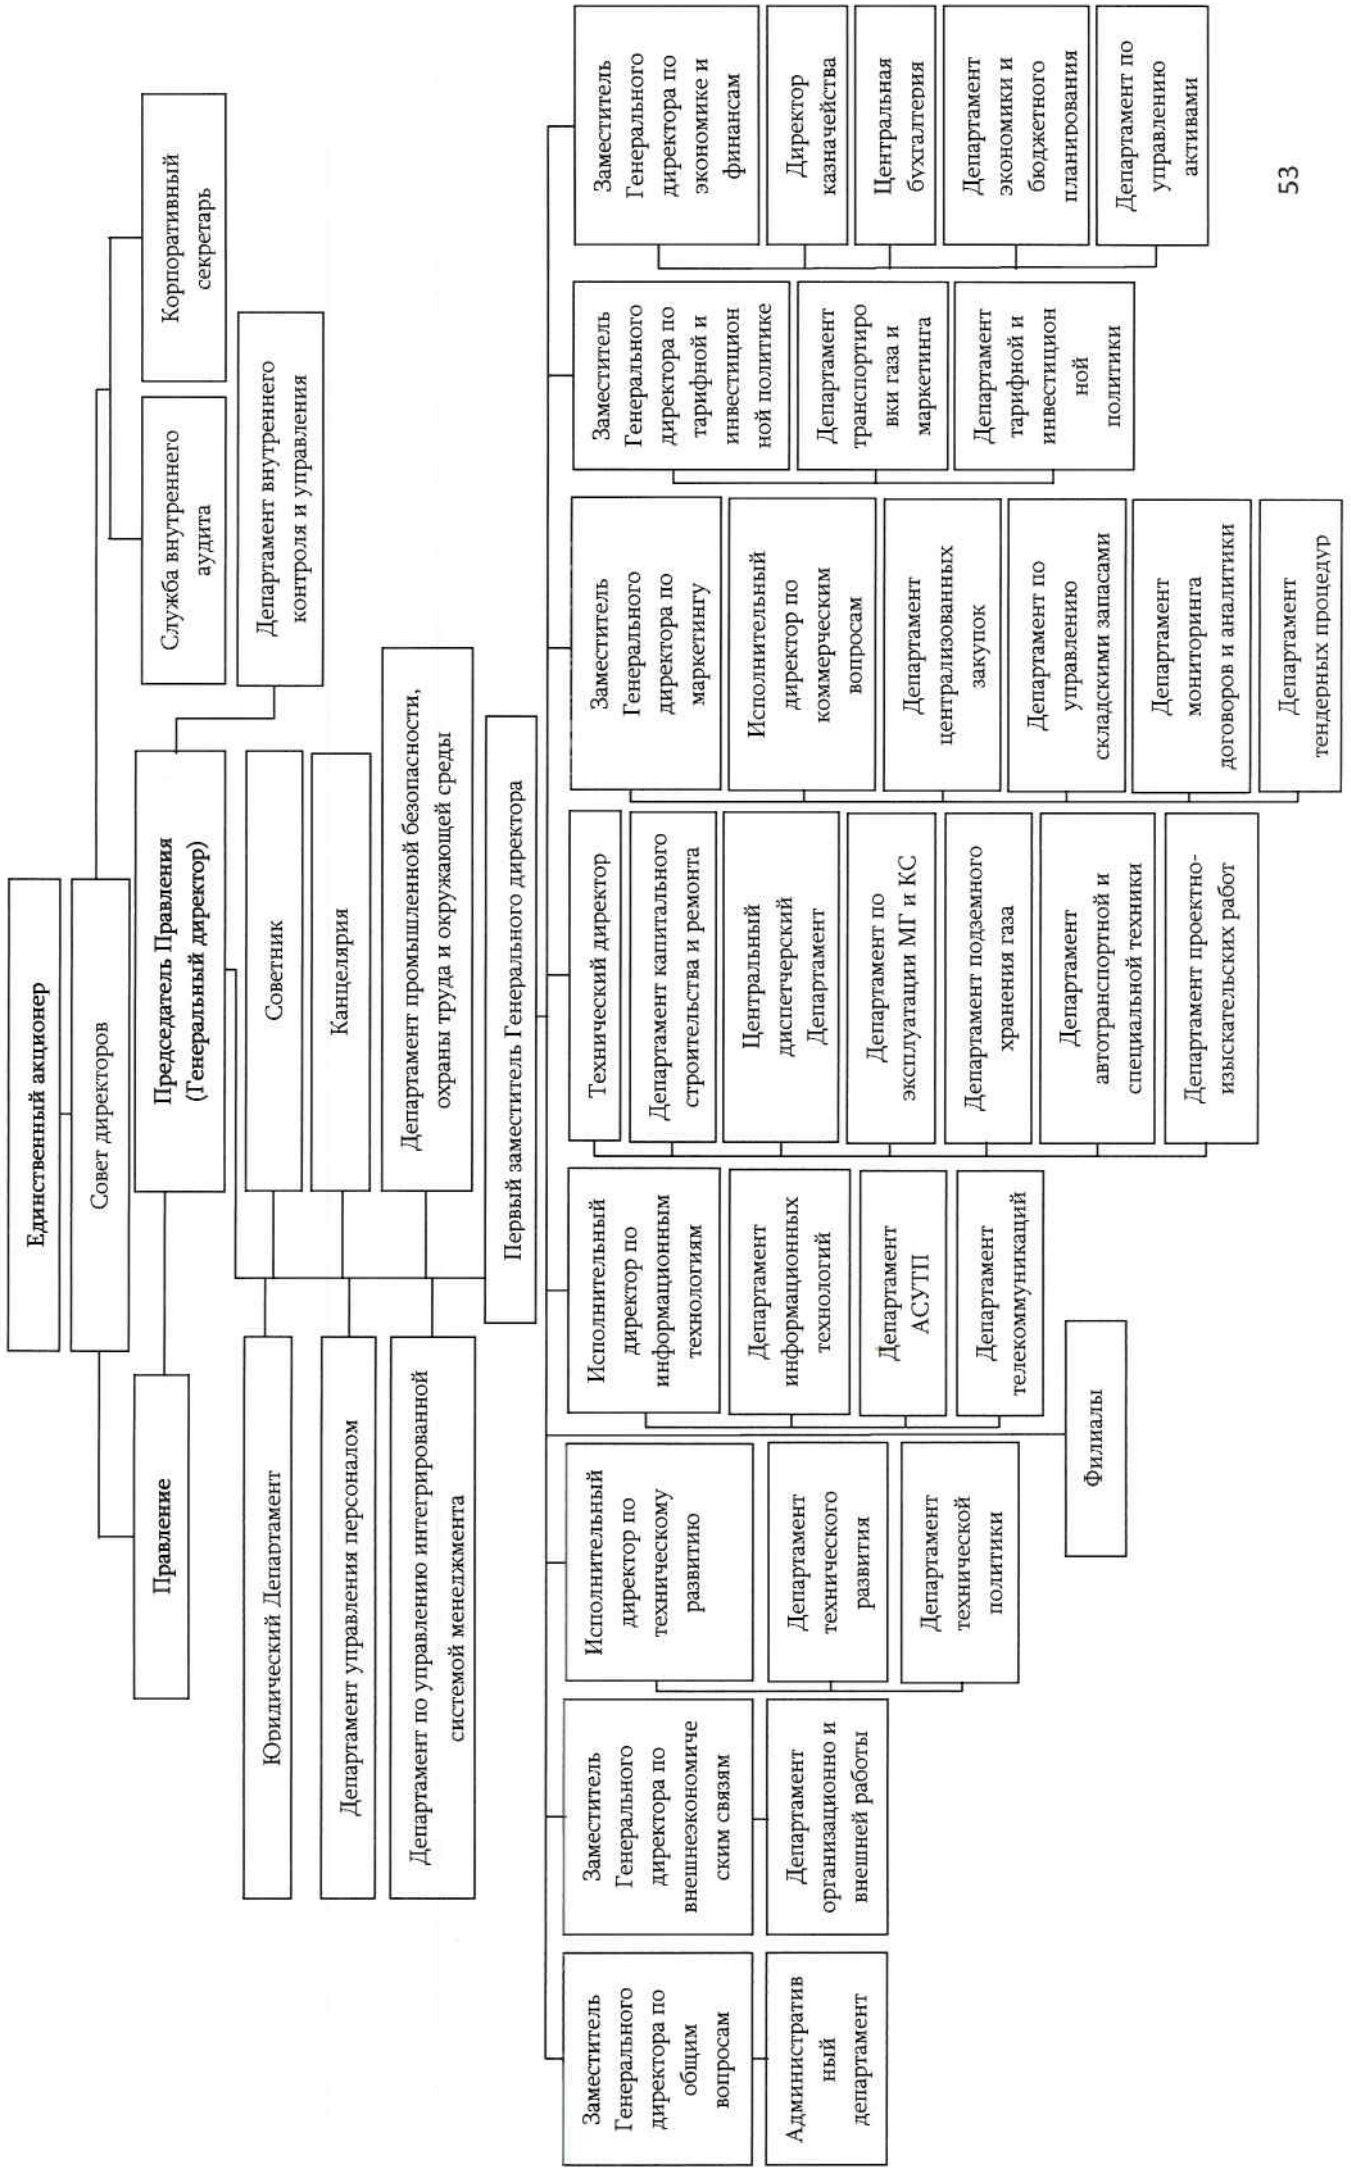 Единственный акционер
Совет директоров
Служба внутреннего
аудита
Корпоративный
секретарь
Правление
Председатель Правления
(Генеральный директор)
Департамент внутреннего
контроля и управления
Юридический Департамент
Советник
Департамент управления персоналом
Канцелярия
Департамент по управлению интегрированной
системой менеджмента
Департамент промышленной безопасности,
охраны труда и окружающей среды
Первый заместитель Генерального директора
Заместитель
Генерального
директора по
общим
вопросам
Административ
ный
департамент
Заместитель
Генерального
директора по
внешнеэкономиче
ским связям
Департамент
организационно и
внешней работы
Исполнительный
директор по
техническому
развитию
Департамент
технического
развития
Департамент
технической
политики
Филиалы
Исполнительный
директор по
информационным
технологиям
Департамент
информационных
технологий
Департамент
АСУТП
Департамент
телекоммуникаций
Технический директор
Департамент капитального
строительства и ремонта
Центральный
диспетчерский
Департамент
Департамент по
эксплуатации МГ и КС
Департамент подземного
хранения газа
Департамент
автотранспортной и
специальной техники
Департамент проектно-
изыскательских работ
Заместитель
Генерального
директора по
маркетингу
Исполнительный
директор по
коммерческим
вопросам
Департамент
централизованных
закупок
Департамент по
управлению
складскими запасами
Департамент
мониторинга
договоров и аналитики
Департамент
тендерных процедур
Заместитель
Генерального
директора по
тарифной и
инвестицион
ной политике
Департамент
транспортиро
вки газа и
маркетинга
Департамент
тарифной и
инвестицион
ной
политики
Заместитель
Генерального
директора по
экономике и
финансам
Директор
казначейства
Центральная
бухгалтерия
Департамент
экономики и
бюджетного
планирования
Департамент по
управлению
активами
53